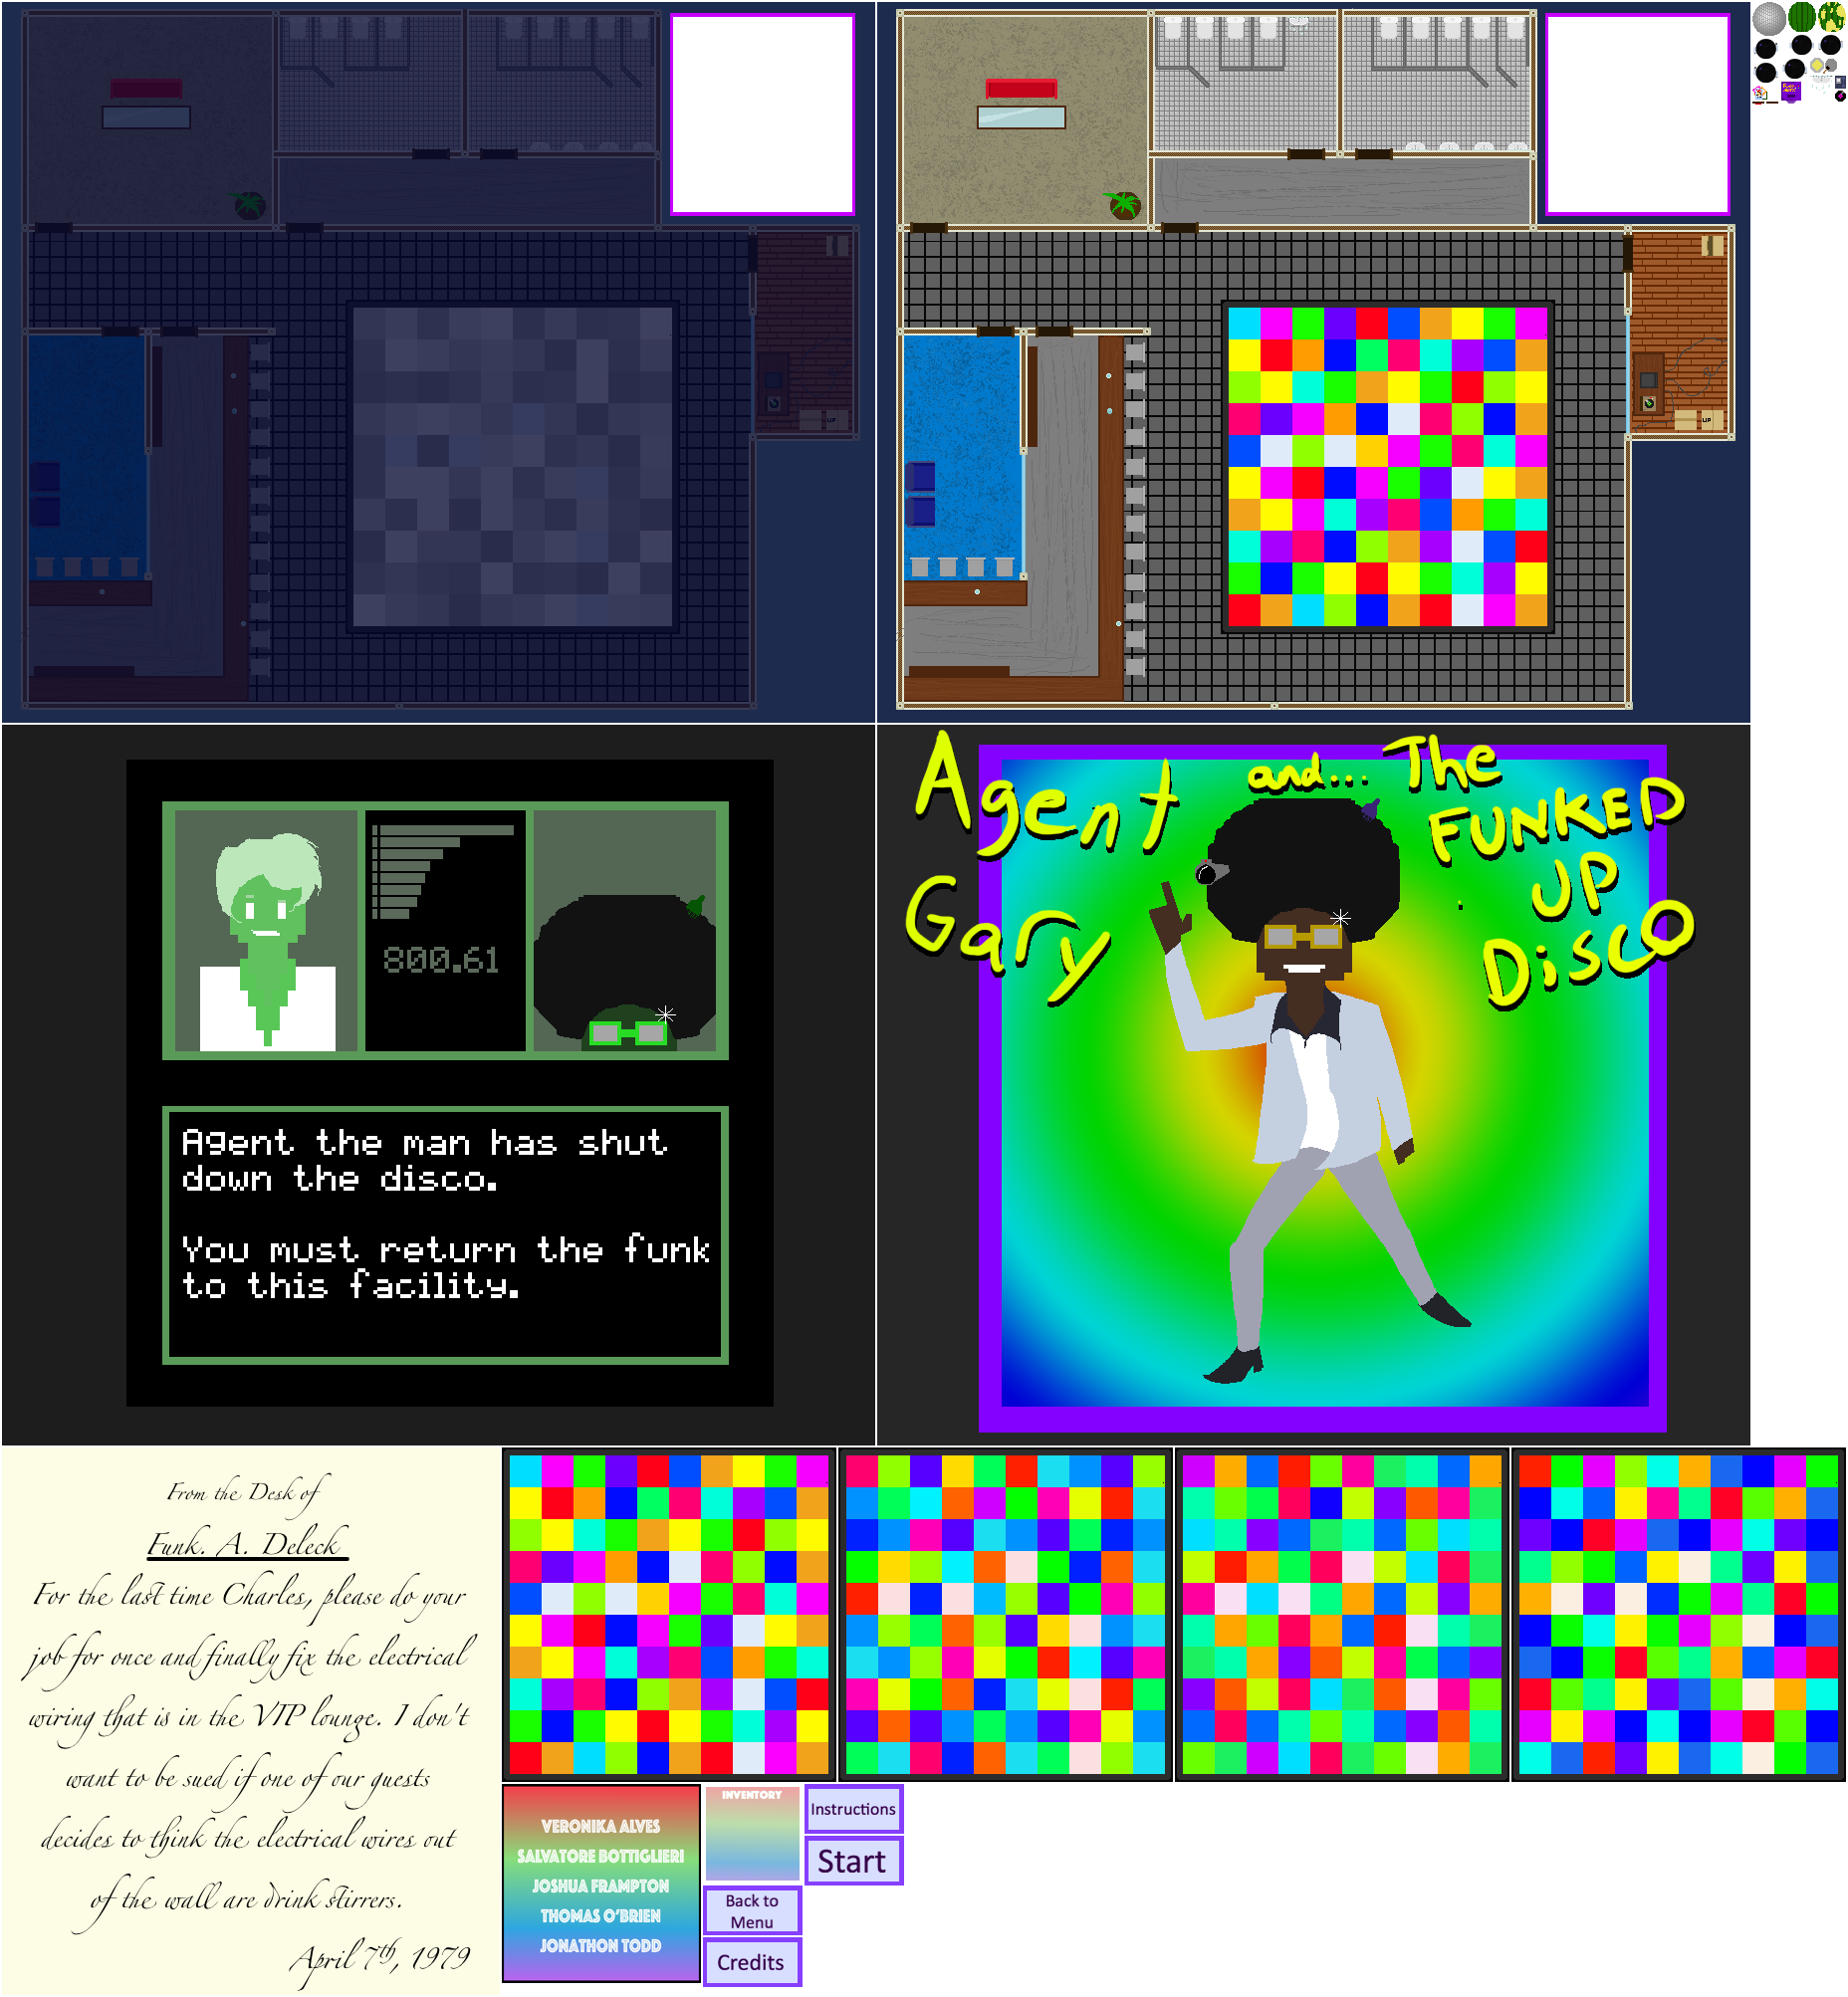 UP
UP
Agent
and... The
FUNKED
UP
DISCO
Gary
800.61
Agent the man has shut
down the disco.
You must return the funk
to this facility.
From the Desk of
Funk. A. Deleck
For the last time Charles, please do your
job for once and finally fix the electrical
wiring that is in the VIP lounge. I don't
want to be sued if one of our guests
decides to think the electrical wires out
of the wall are drink stirrers.
April 7th, 1979
VERONIKA ALVES
SALVATORE BOTTIGLIERI
JOSHUA FRAMPTON
THOMAS O'BRIEN
JONATHON TODD
INVENTORY
Instructions
Start
Back to
Menu
Credits